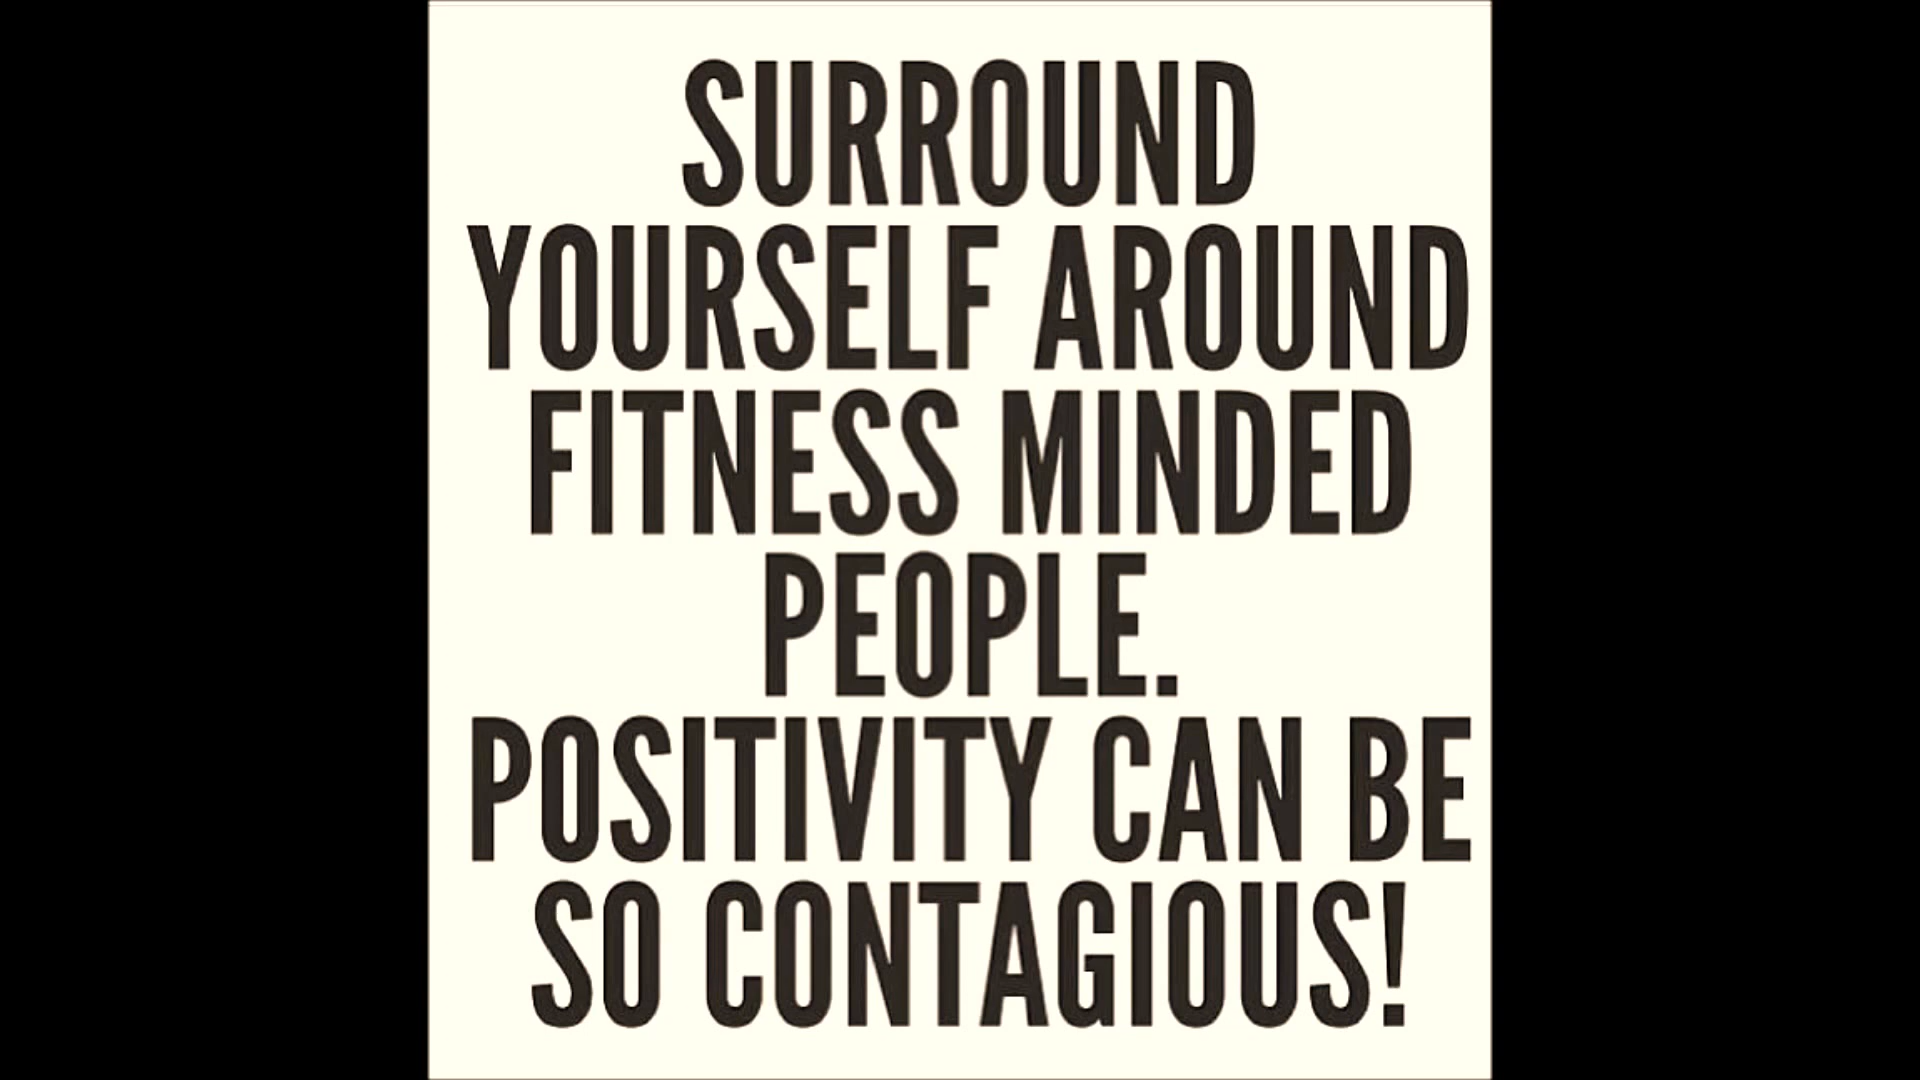 SURROUND
YOURSELF AROUND
FITNESS MINDED
PEOPLE.
POSITIVITY CAN BE
SO CONTAGIOUS!